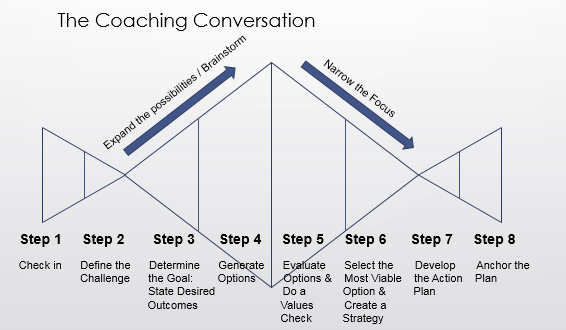 The Coaching Conversation
Expand the possibilities / Brainstorm
Narrow the Focus
Step 1
Step 2
Step 3
Step 4
Step 5
Step 6
Step 7
Step 8
Check in
Define the
Challenge
Determine
the Goal:
State Desired
Outcomes
Generate
Options
Evaluate
Options &
Do a
Values
Check
Select the
Most Viable
Option &
Create a
Strategy
Develop
the Action
Plan
Anchor the
Plan